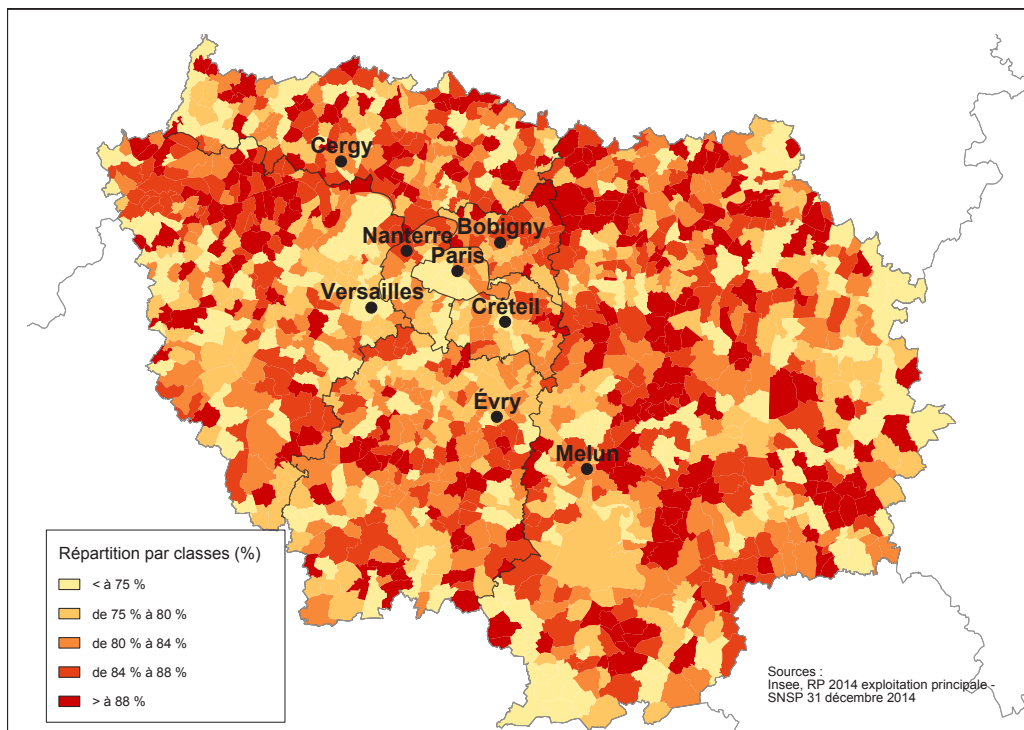 Cergy
Nanterre
Bobigny
Paris
Versailles
Créteil
Évry
Melun
Répartition par classes (%)
< à 75 %
de 75 % à 80 %
de 80 % à 84 %
de 84 % à 88 %
> à 88 %
Sources :
Insee, RP 2014 exploitation principale -
SNSP 31 décembre 2014